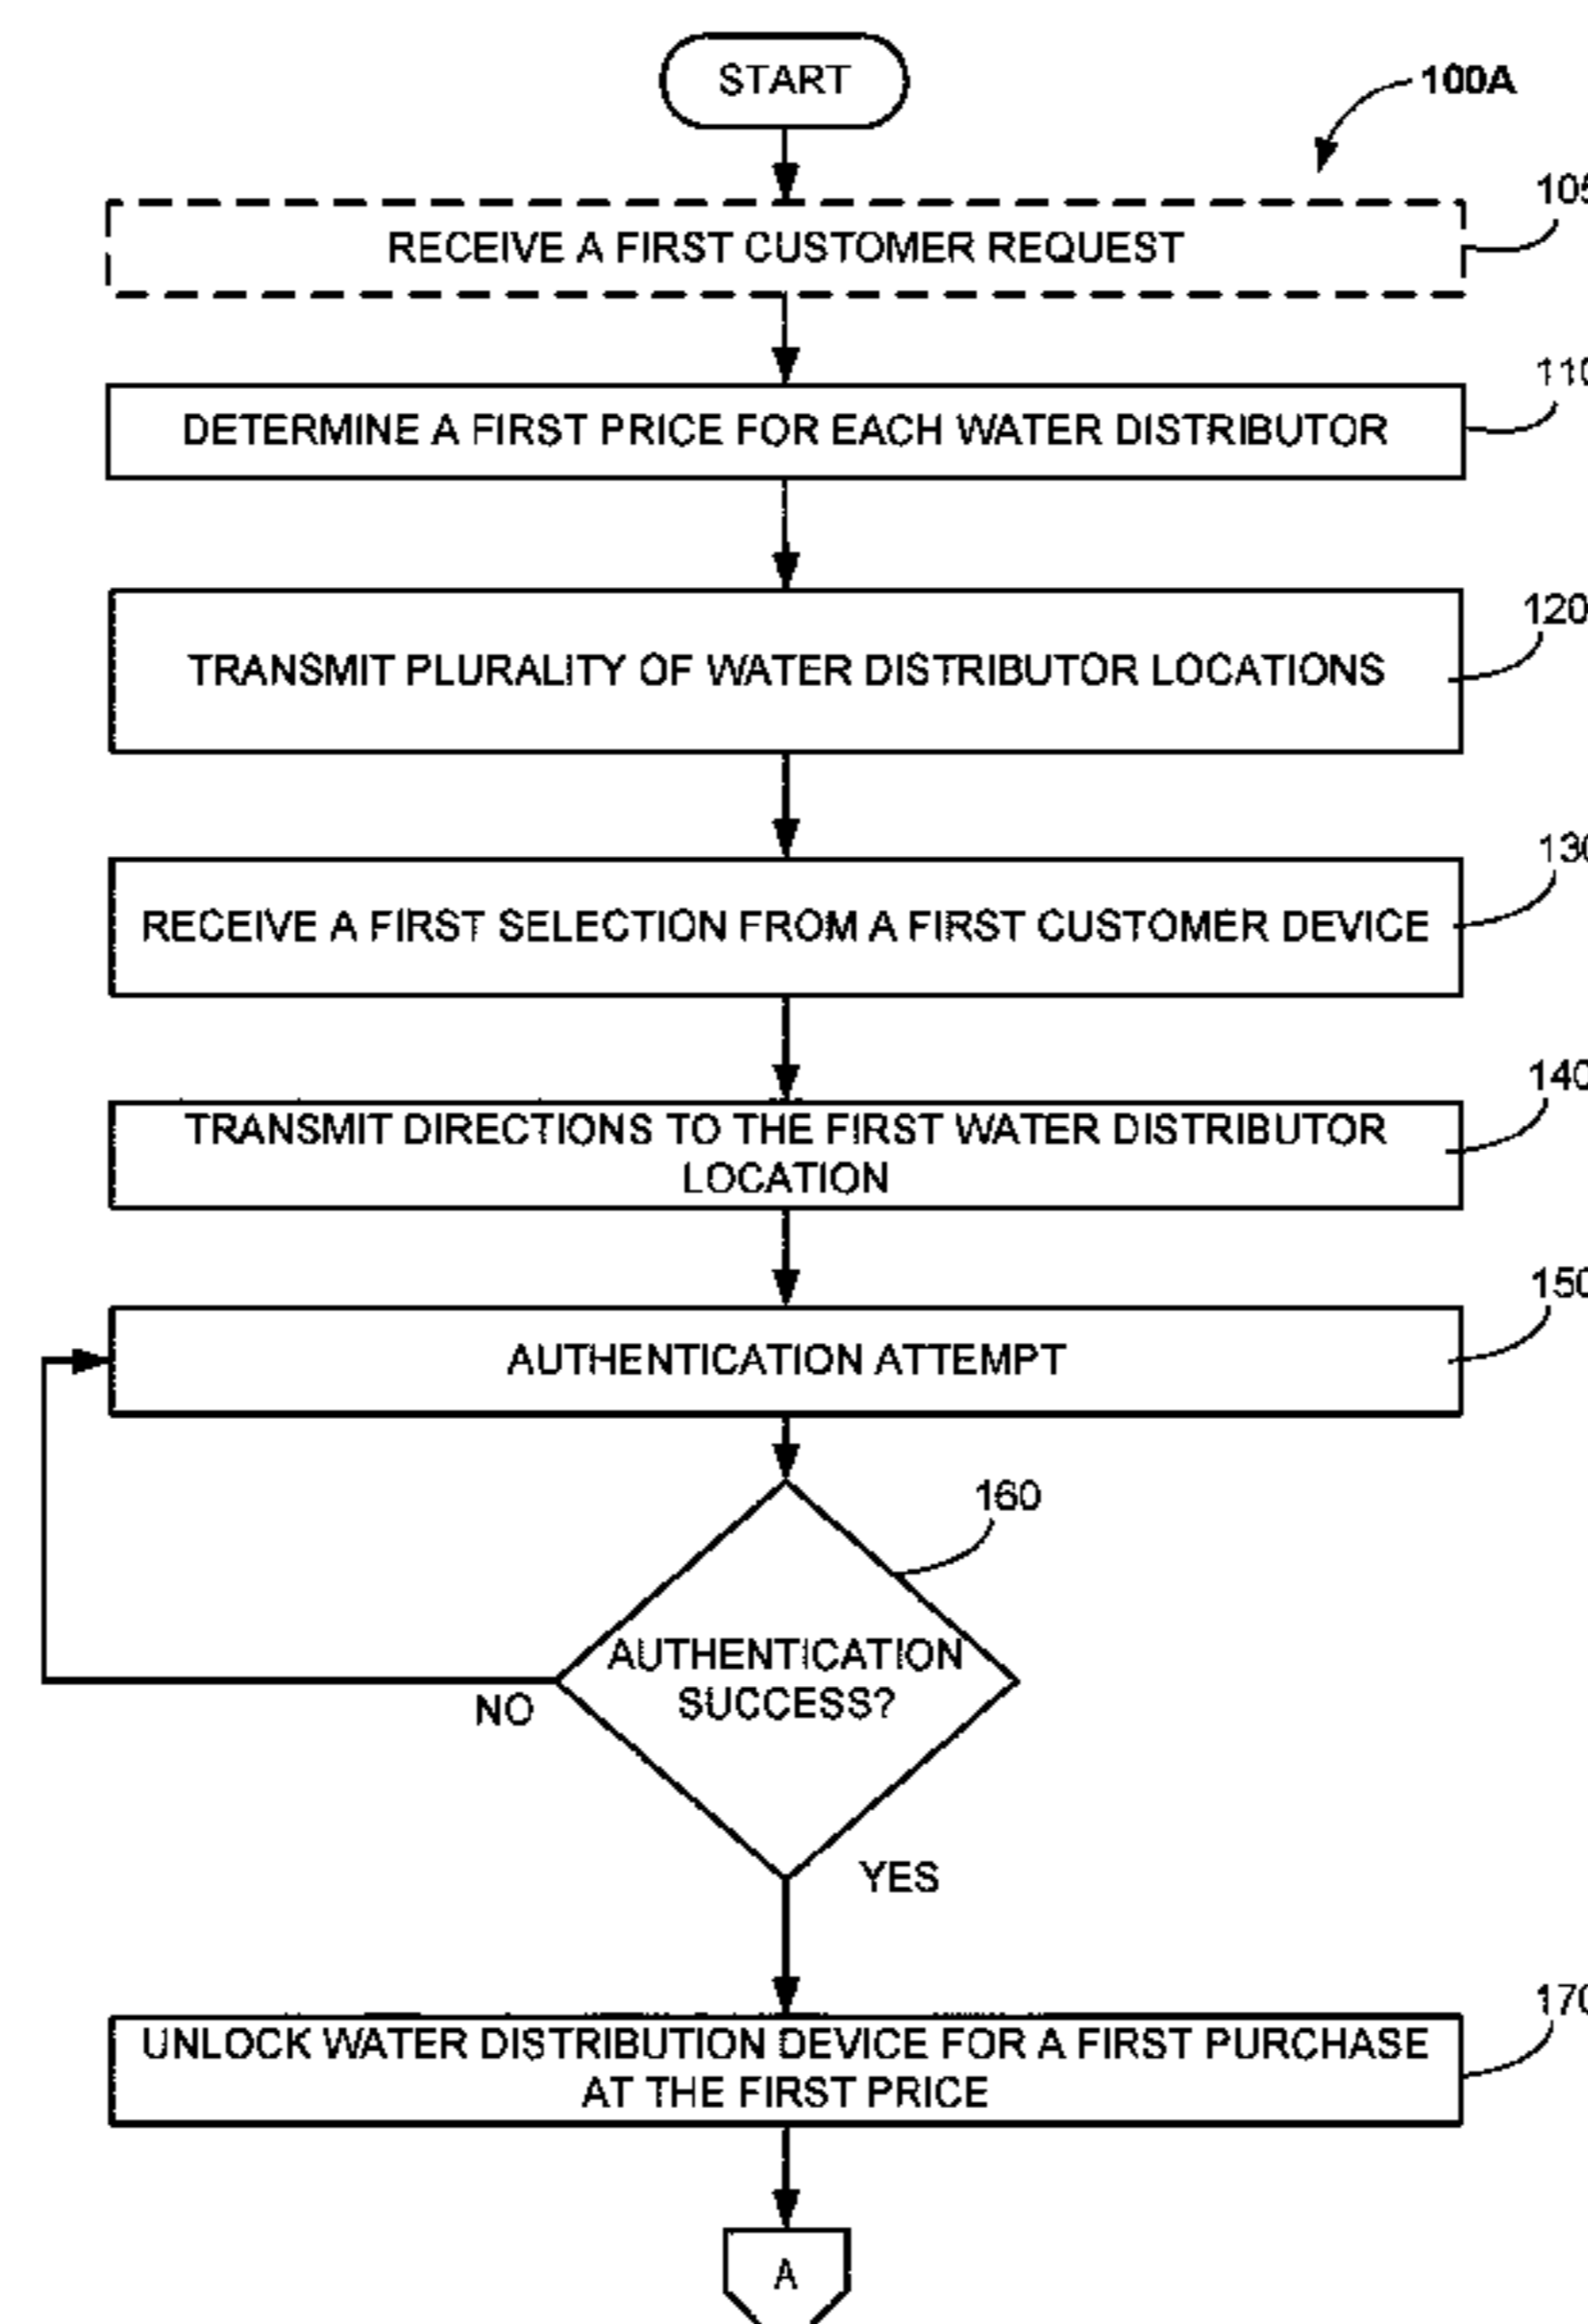 START
100A
105
RECEIVE A FIRST CUSTOMER REQUEST
110
DETERMINE A FIRST PRICE FOR EACH WATER DISTRIBUTOR
120
TRANSMIT PLURALITY OF WATER DISTRIBUTOR LOCATIONS
130
RECEIVE A FIRST SELECTION FROM A FIRST CUSTOMER DEVICE
140
TRANSMIT DIRECTIONS TO THE FIRST WATER DISTRIBUTOR
LOCATION
150
AUTHENTICATION ATTEMPT
160
AUTHENTICATION
SUCCESS?
NO
YES
170
UNLOCK WATER DISTRIBUTION DEVICE FOR A FIRST PURCHASE
AT THE FIRST PRICE
A